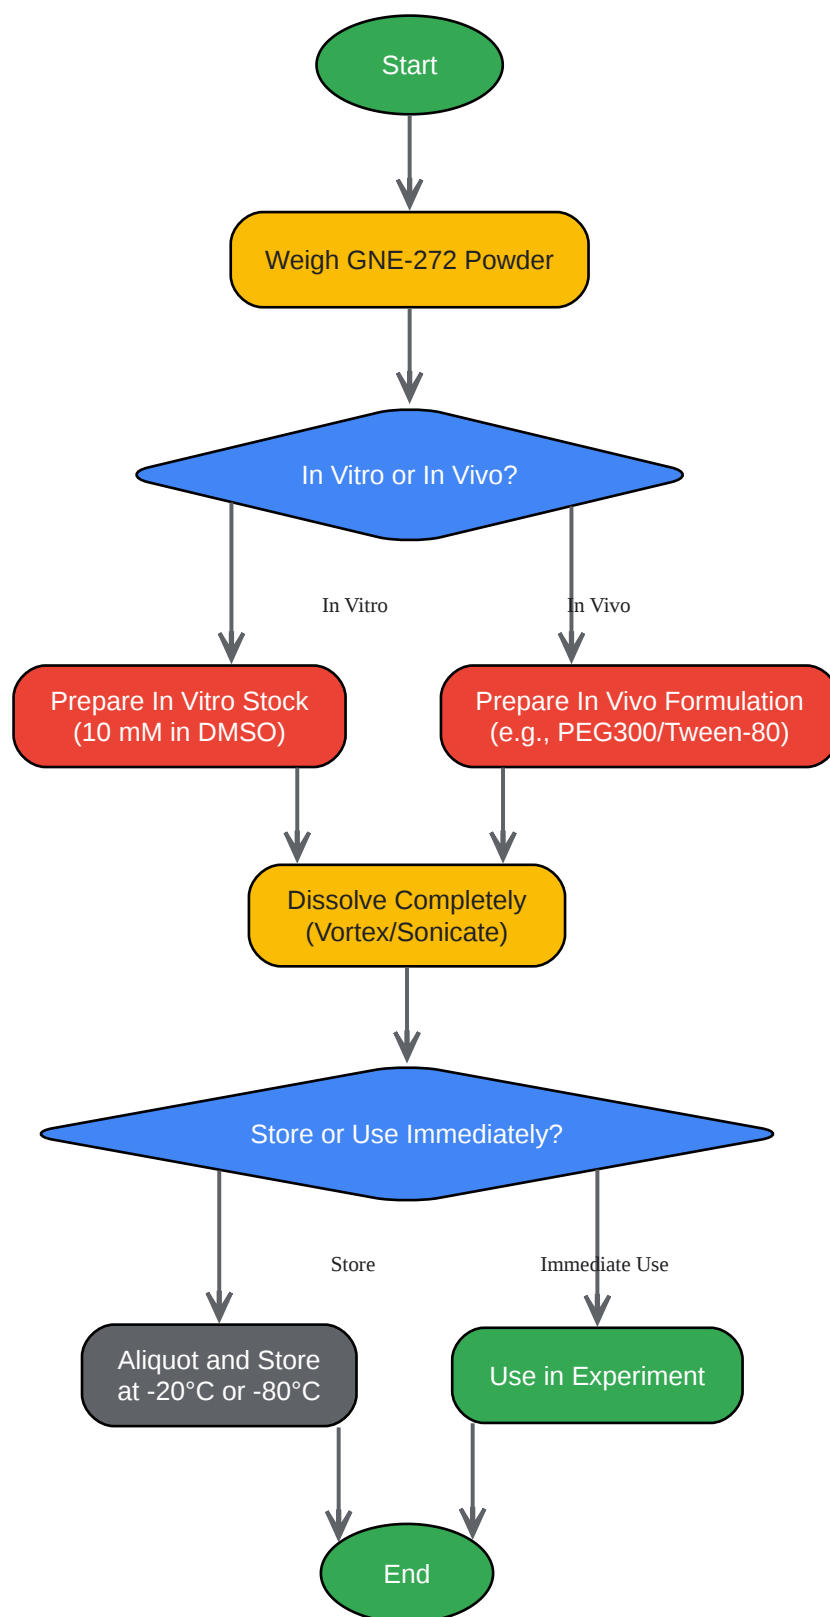 Start
Weigh GNE-272 Powder
In Vitro or In Vivo?
In Vitro
In Vivo
Prepare In Vitro Stock
(10 mM in DMSO)
Prepare In Vivo Formulation
(e.g., PEG300/Tween-80)
Dissolve Completely
(Vortex/Sonicate)
Store or Use Immediately?
Store
Immediate Use
Aliquot and Store
at -20°C or -80°C
Use in Experiment
End